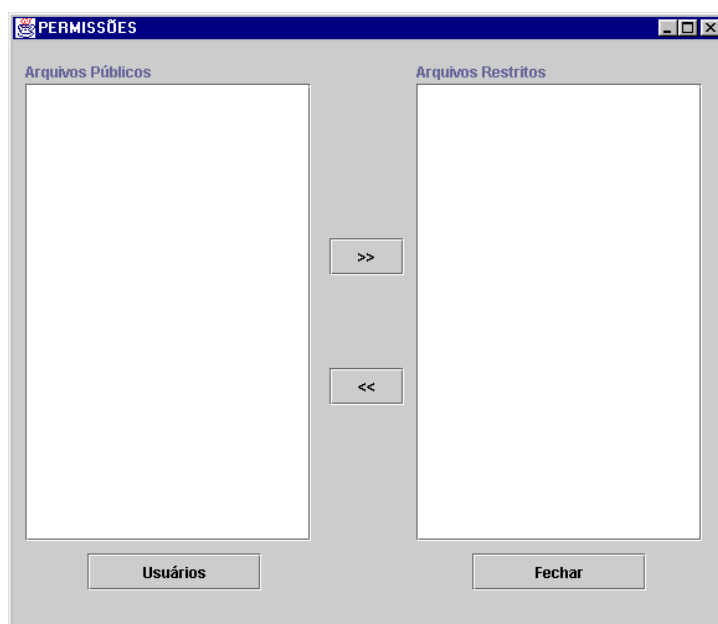 PERMISSÕES
Arquivos Públicos
Arquivos Restritos
>>
<<
Usuários
Fechar